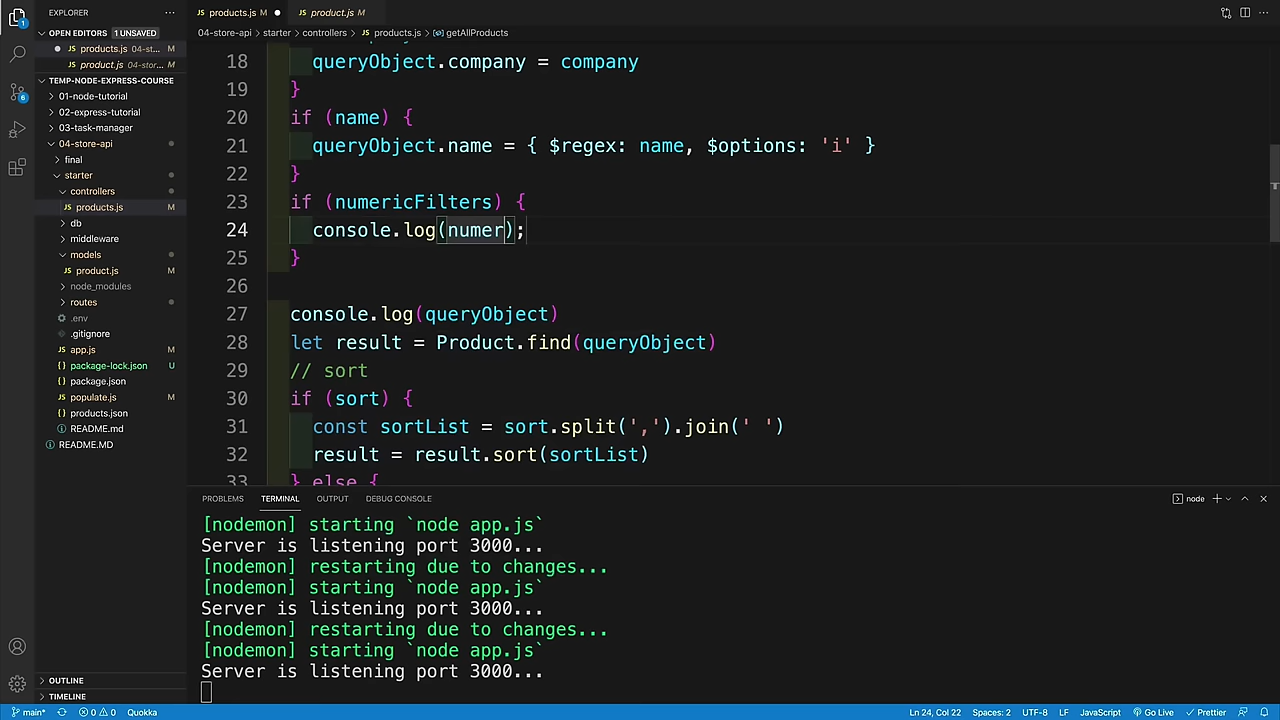 EXPLORER
products.js M
product.js M
OPEN EDITORS 1 UNSAVED
products.js 04-st... M
product.js 04-stor... M
TEMP-NODE-EXPRESS-COURSE
01-node-tutorial
02-express-tutorial
03-task-manager
04-store-api
final
starter
controllers
products.js M
db
middleware
models
product.js M
node_modules
routes
.env
.gitignore
app.js M
package-lock.json U
package.json
populate.js M
products.json
README.md
README.MD
OUTLINE
TIMELINE
04-store-api > starter > controllers > JS products.js > getAllProducts
18 queryObject.company = company
19 }
20 if (name) {
21 queryObject.name = { $regex: name, $options: 'i' }
22 }
23 if (numericFilters) {
24 console.log(numer);
25 }
26
27 console.log(queryObject)
28 let result = Product.find(queryObject)
29 // sort
30 if (sort) {
31 const sortList = sort.split(',').join(' ')
32 result = result.sort(sortList)
33 } else {
PROBLEMS TERMINAL OUTPUT DEBUG CONSOLE node
[nodemon] starting `node app.js`
Server is listening port 3000...
[nodemon] restarting due to changes...
[nodemon] starting `node app.js`
Server is listening port 3000...
[nodemon] restarting due to changes...
[nodemon] starting `node app.js`
Server is listening port 3000...
main* 0 0 Quokka Ln 24, Col 22 Spaces: 2 UTF-8 LF JavaScript Go Live Prettier